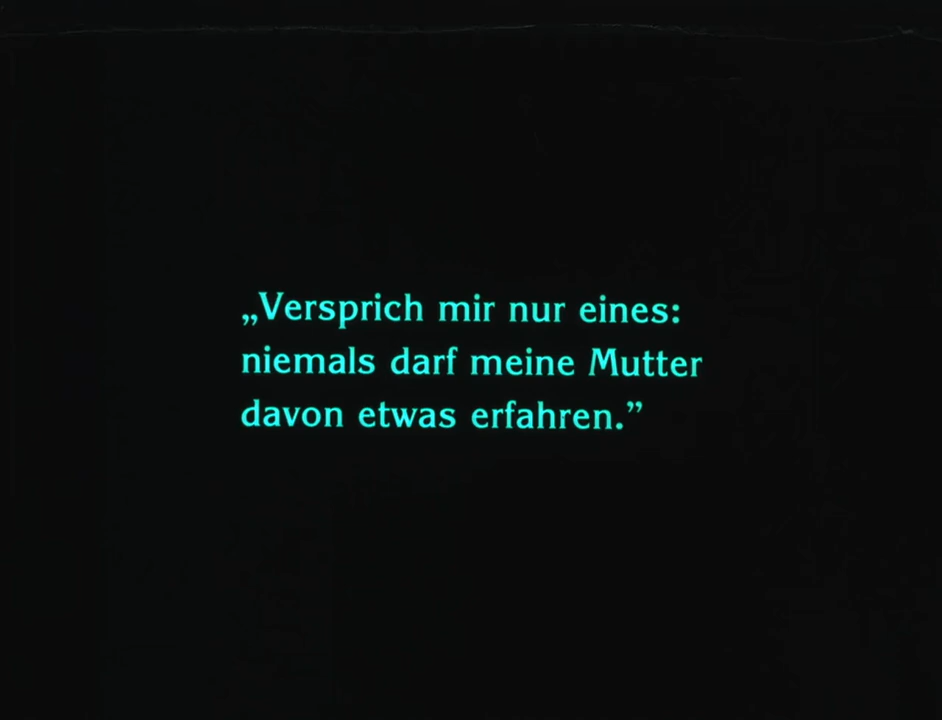 „Versprich mir nur eines:
niemals darf meine Mutter
davon etwas erfahren.”